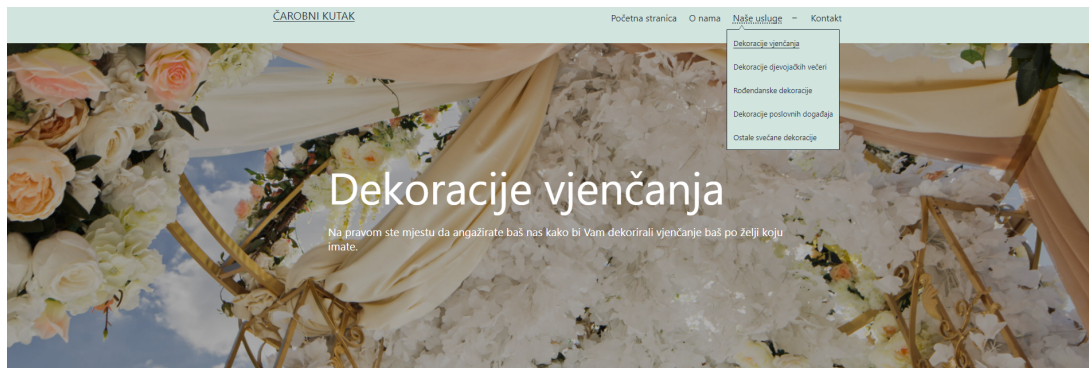 ČAROBNI KUTAK
Početna stranica O nama Naše usluge – Kontakt
Dekoracije vjenčanja
Dekoracije djevojačkih večeri
Rođendanske dekoracije
Dekoracije poslovnih događaja
Ostale svečane dekoracije
Dekoracije vjenčanja
Na pravom ste mjestu da angažirate baš nas kako bi Vam dekorirali vjenčanje baš po želji koju
imate.